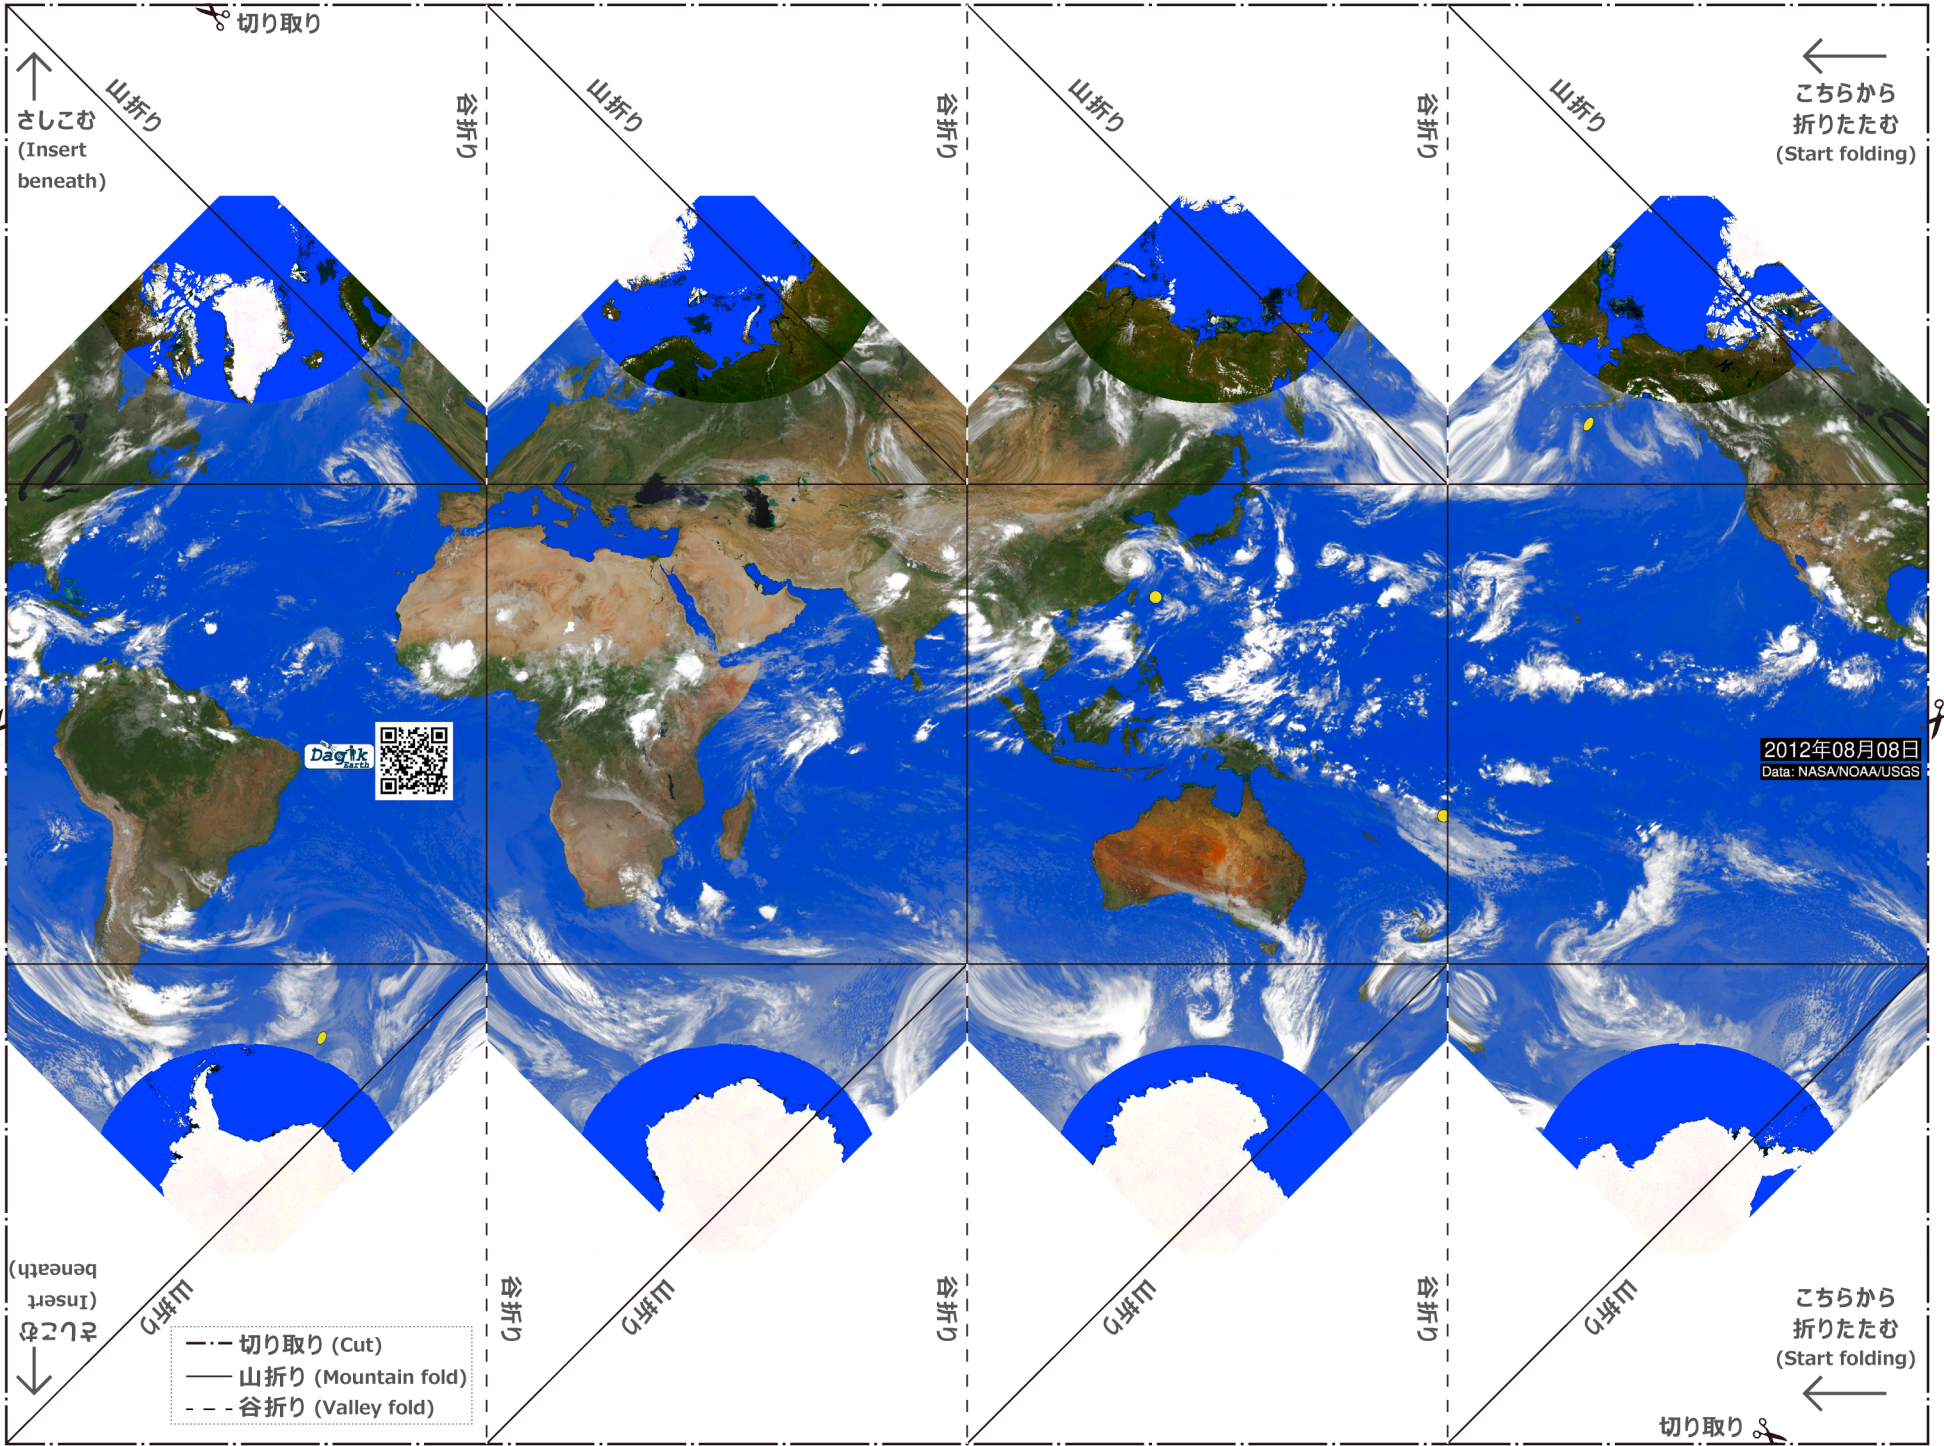 切り取り
山折り
谷折り
山折り
谷折り
山折り
谷折り
山折り
さしこむ
(Insert
beneath)
こちらから
折りたたむ
(Start folding)
Dagik
Earth
2012年08月08日
Data: NASA/NOAA/USGS
さしこむ
(Insert
beneath)
山折り
谷折り
山折り
谷折り
山折り
谷折り
山折り
切り取り (Cut)
山折り (Mountain fold)
谷折り (Valley fold)
こちらから
折りたたむ
(Start folding)
切り取り